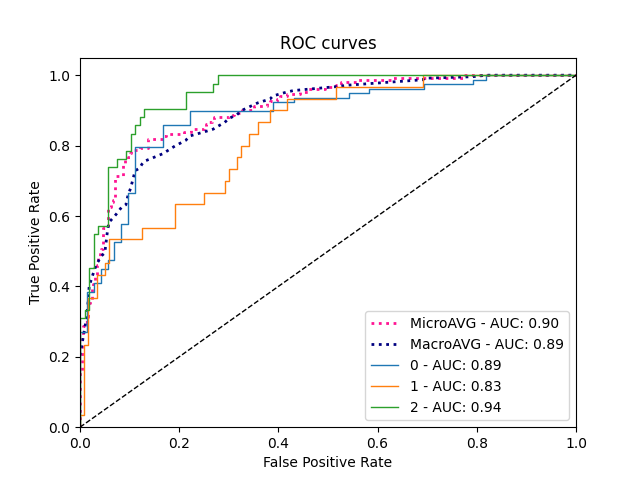 ROC curves
True Positive Rate
1.0
0.8
0.6
0.4
0.2
0.0
0.0
0.2
0.4
0.6
0.8
1.0
False Positive Rate
MicroAVG - AUC: 0.90
MacroAVG - AUC: 0.89
0 - AUC: 0.89
1 - AUC: 0.83
2 - AUC: 0.94